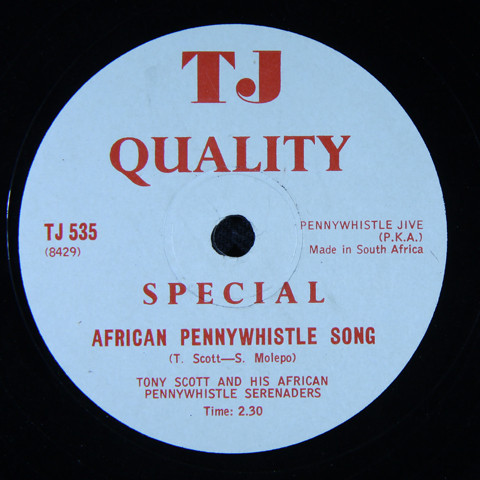 TJ
QUALITY
TJ 535
(8429)
PENNYWHISTLE JIVE
(P.K.A.)
Made in South Africa
SPECIAL
AFRICAN PENNYWHISTLE SONG
(T. Scott—S. Molepo)
TONY SCOTT AND HIS AFRICAN
PENNYWHISTLE SERENADERS
Time: 2.30